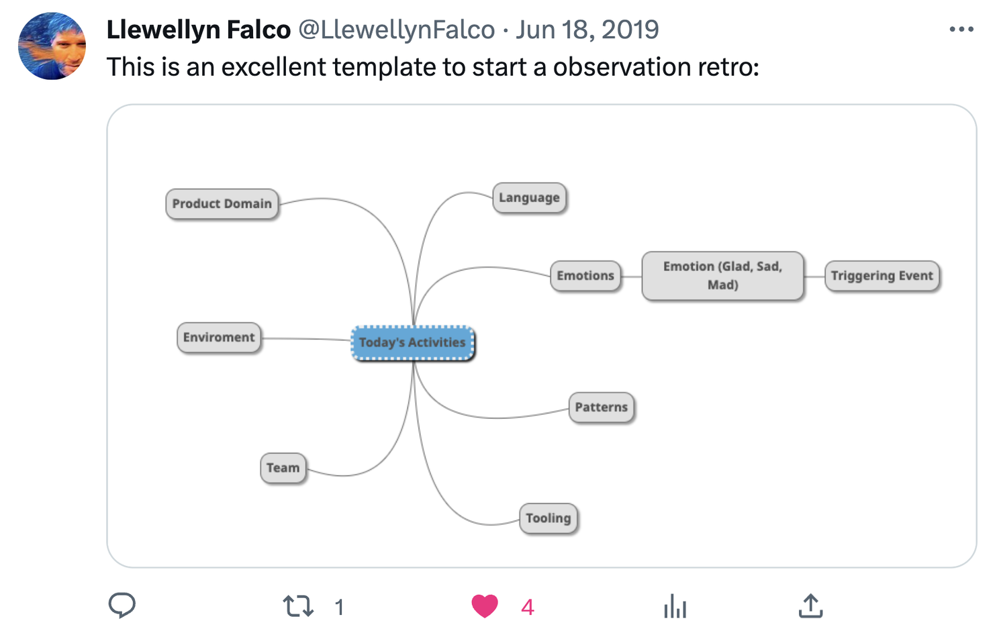 Llewellyn Falco @LlewellynFalco · Jun 18, 2019
This is an excellent template to start a observation retro:
Product Domain
Language
Emotions
Emotion (Glad, Sad,
Mad)
Triggering Event
Enviroment
Today's Activities
Patterns
Team
Tooling
1
4